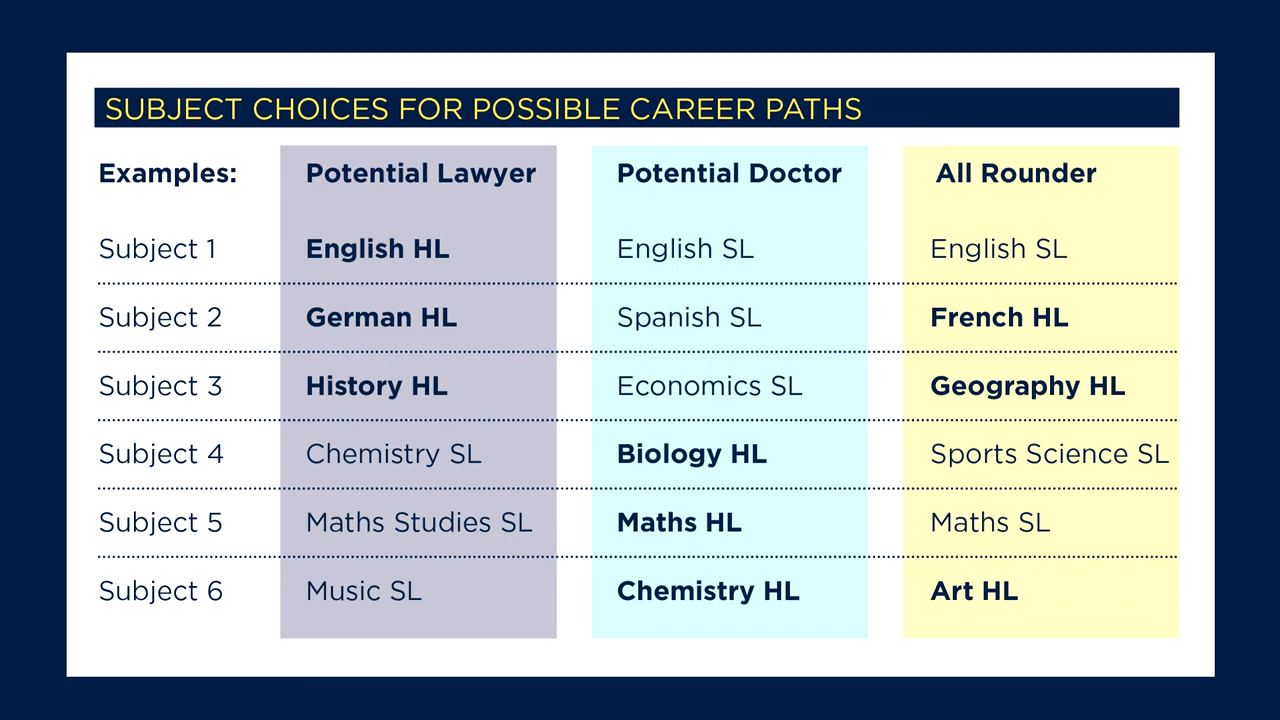 SUBJECT CHOICES FOR POSSIBLE CAREER PATHS
Examples: Potential Lawyer Potential Doctor All Rounder
Subject 1 English HL English SL English SL
Subject 2 German HL Spanish SL French HL
Subject 3 History HL Economics SL Geography HL
Subject 4 Chemistry SL Biology HL Sports Science SL
Subject 5 Maths Studies SL Maths HL Maths SL
Subject 6 Music SL Chemistry HL Art HL